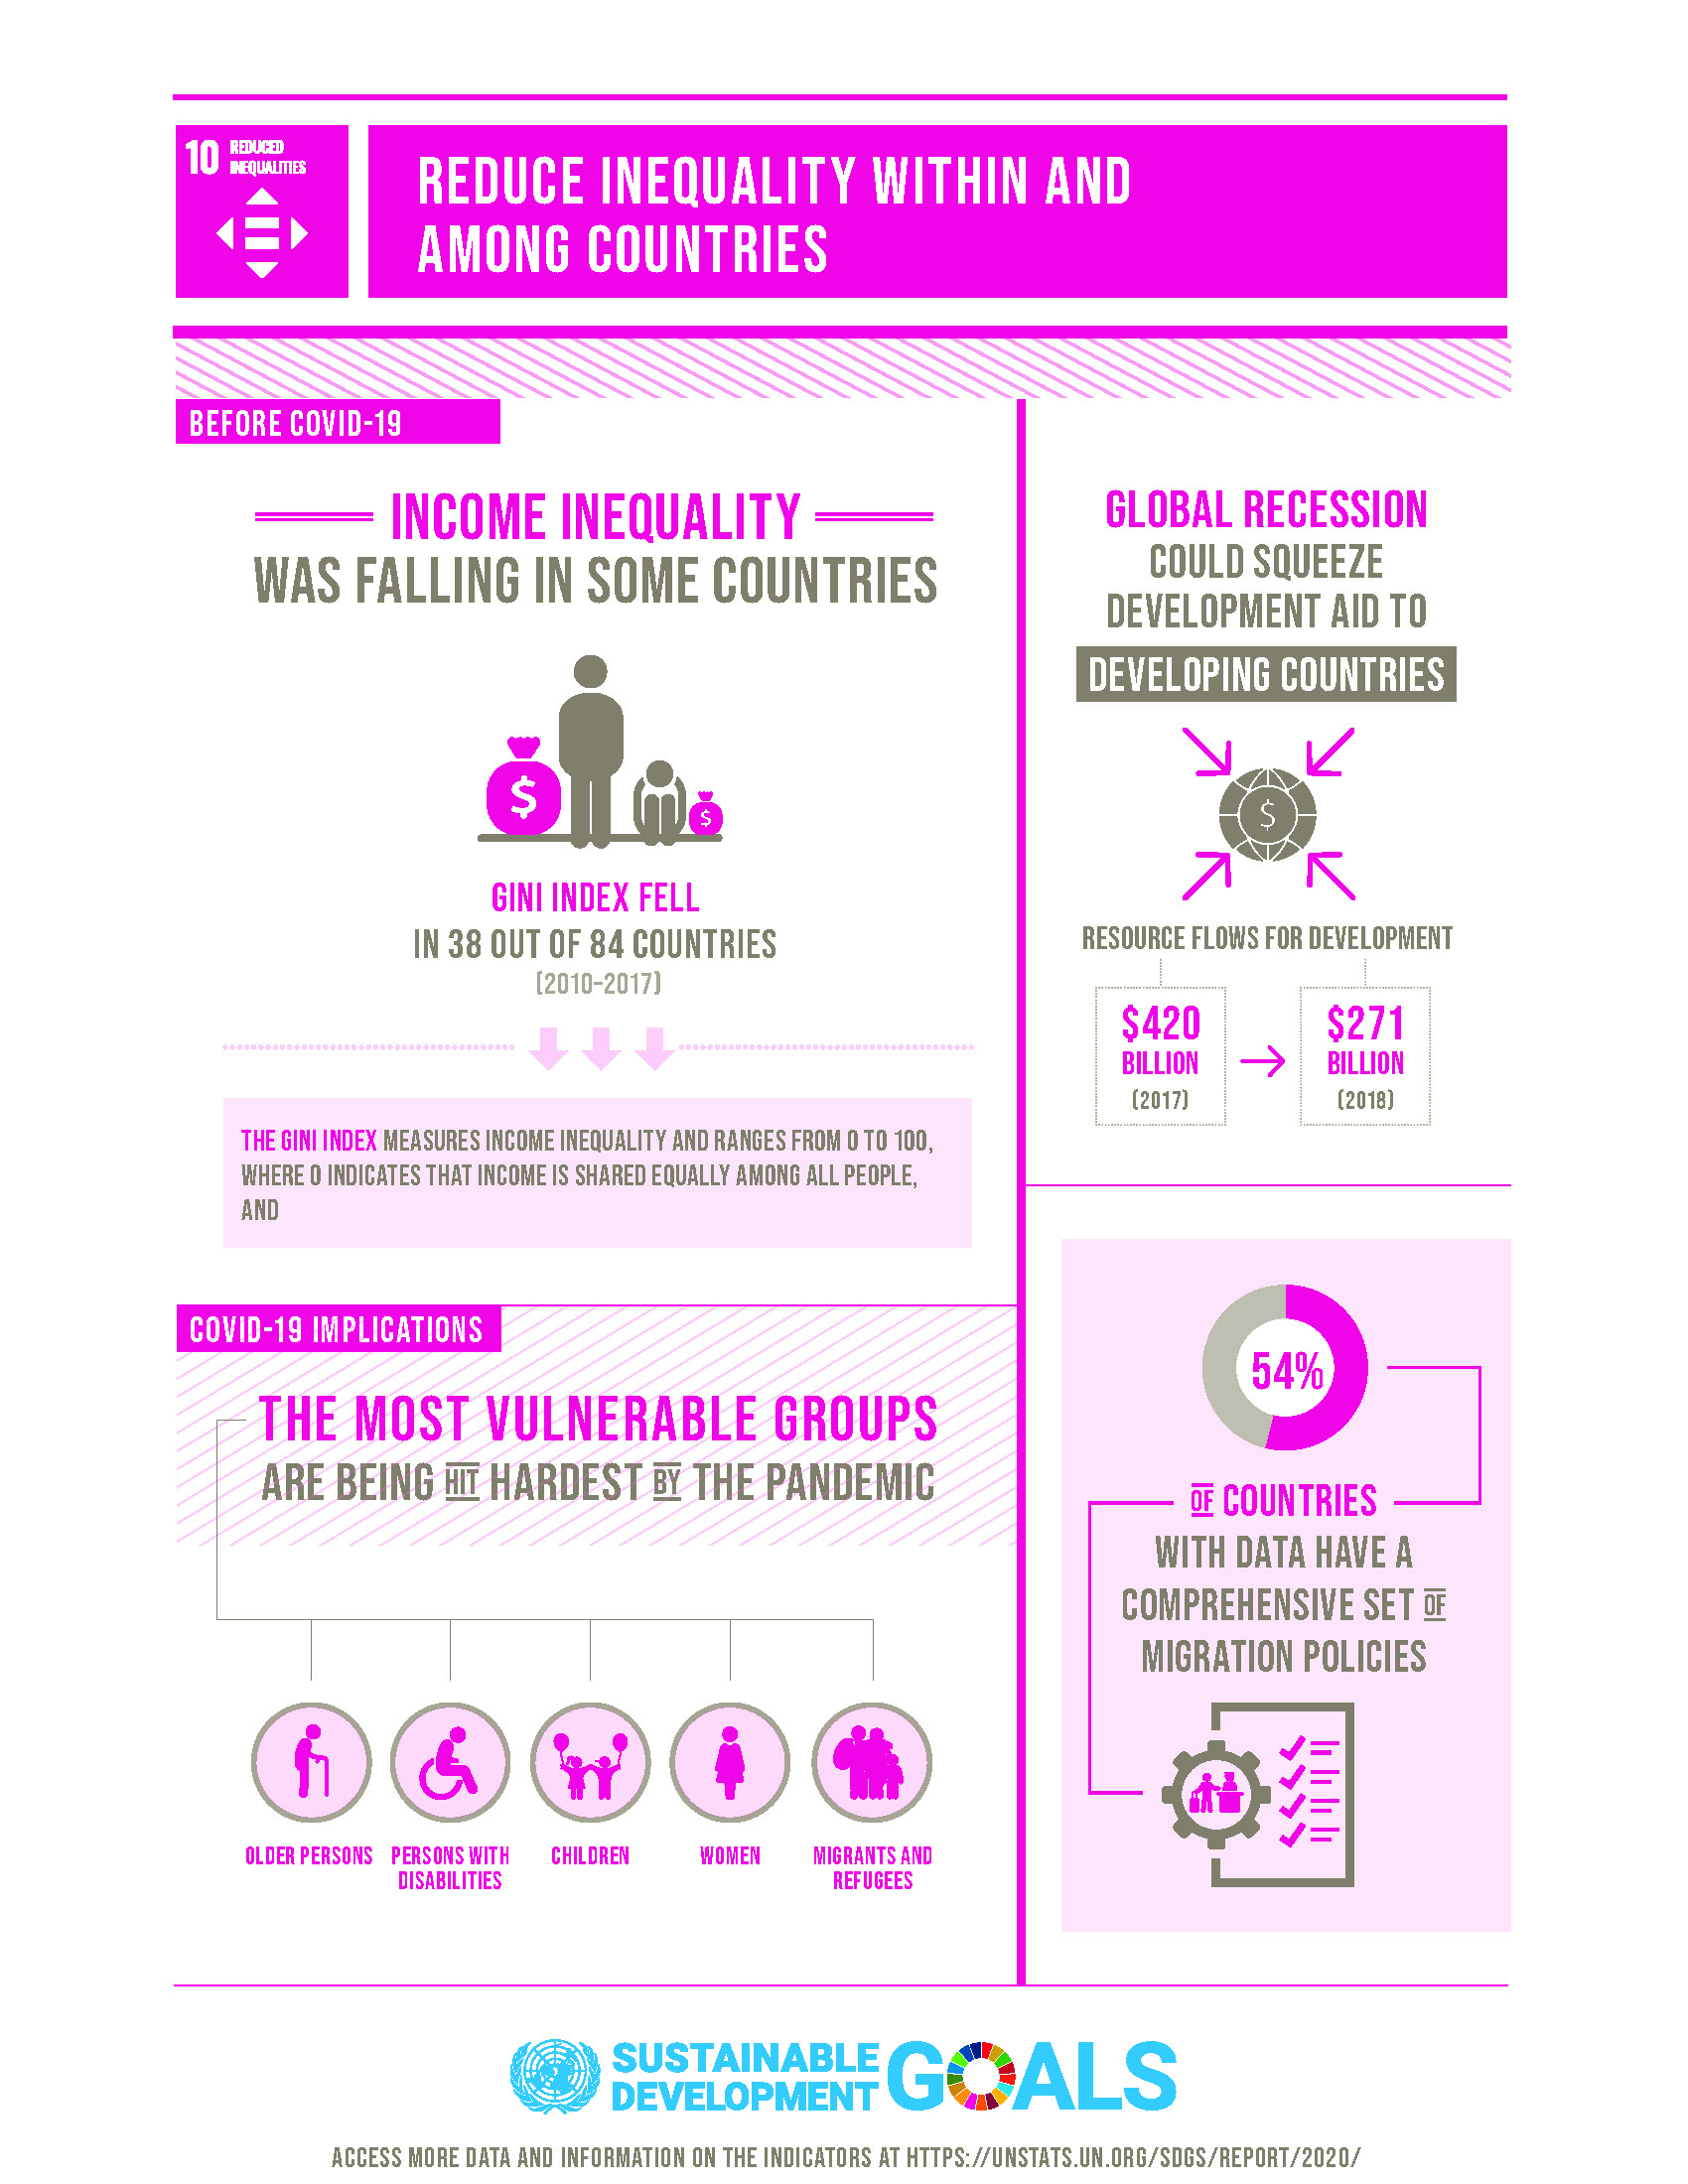 10 REDUCED
INEQUALITIES
REDUCE INEQUALITY WITHIN AND
AMONG COUNTRIES
BEFORE COVID-19
INCOME INEQUALITY
WAS FALLING IN SOME COUNTRIES
$
$
GINI INDEX FELL
IN 38 OUT OF 84 COUNTRIES
(2010-2017)
THE GINI INDEX MEASURES INCOME INEQUALITY AND RANGES FROM 0 TO 100,
WHERE 0 INDICATES THAT INCOME IS SHARED EQUALLY AMONG ALL PEOPLE,
AND
COVID-19 IMPLICATIONS
THE MOST VULNERABLE GROUPS
ARE BEING HIT HARDEST BY THE PANDEMIC
OLDER PERSONS
PERSONS WITH
DISABILITIES
CHILDREN
WOMEN
MIGRANTS AND
REFUGEES
GLOBAL RECESSION
COULD SQUEEZE
DEVELOPMENT AID TO
DEVELOPING COUNTRIES
$
RESOURCE FLOWS FOR DEVELOPMENT
$420
BILLION
(2017)
$271
BILLION
(2018)
54%
OF COUNTRIES
WITH DATA HAVE A
COMPREHENSIVE SET OF
MIGRATION POLICIES
SUSTAINABLE
DEVELOPMENT
GOALS
ACCESS MORE DATA AND INFORMATION ON THE INDICATORS AT HTTPS://UNSTATS.UN.ORG/SDGS/REPORT/2020/